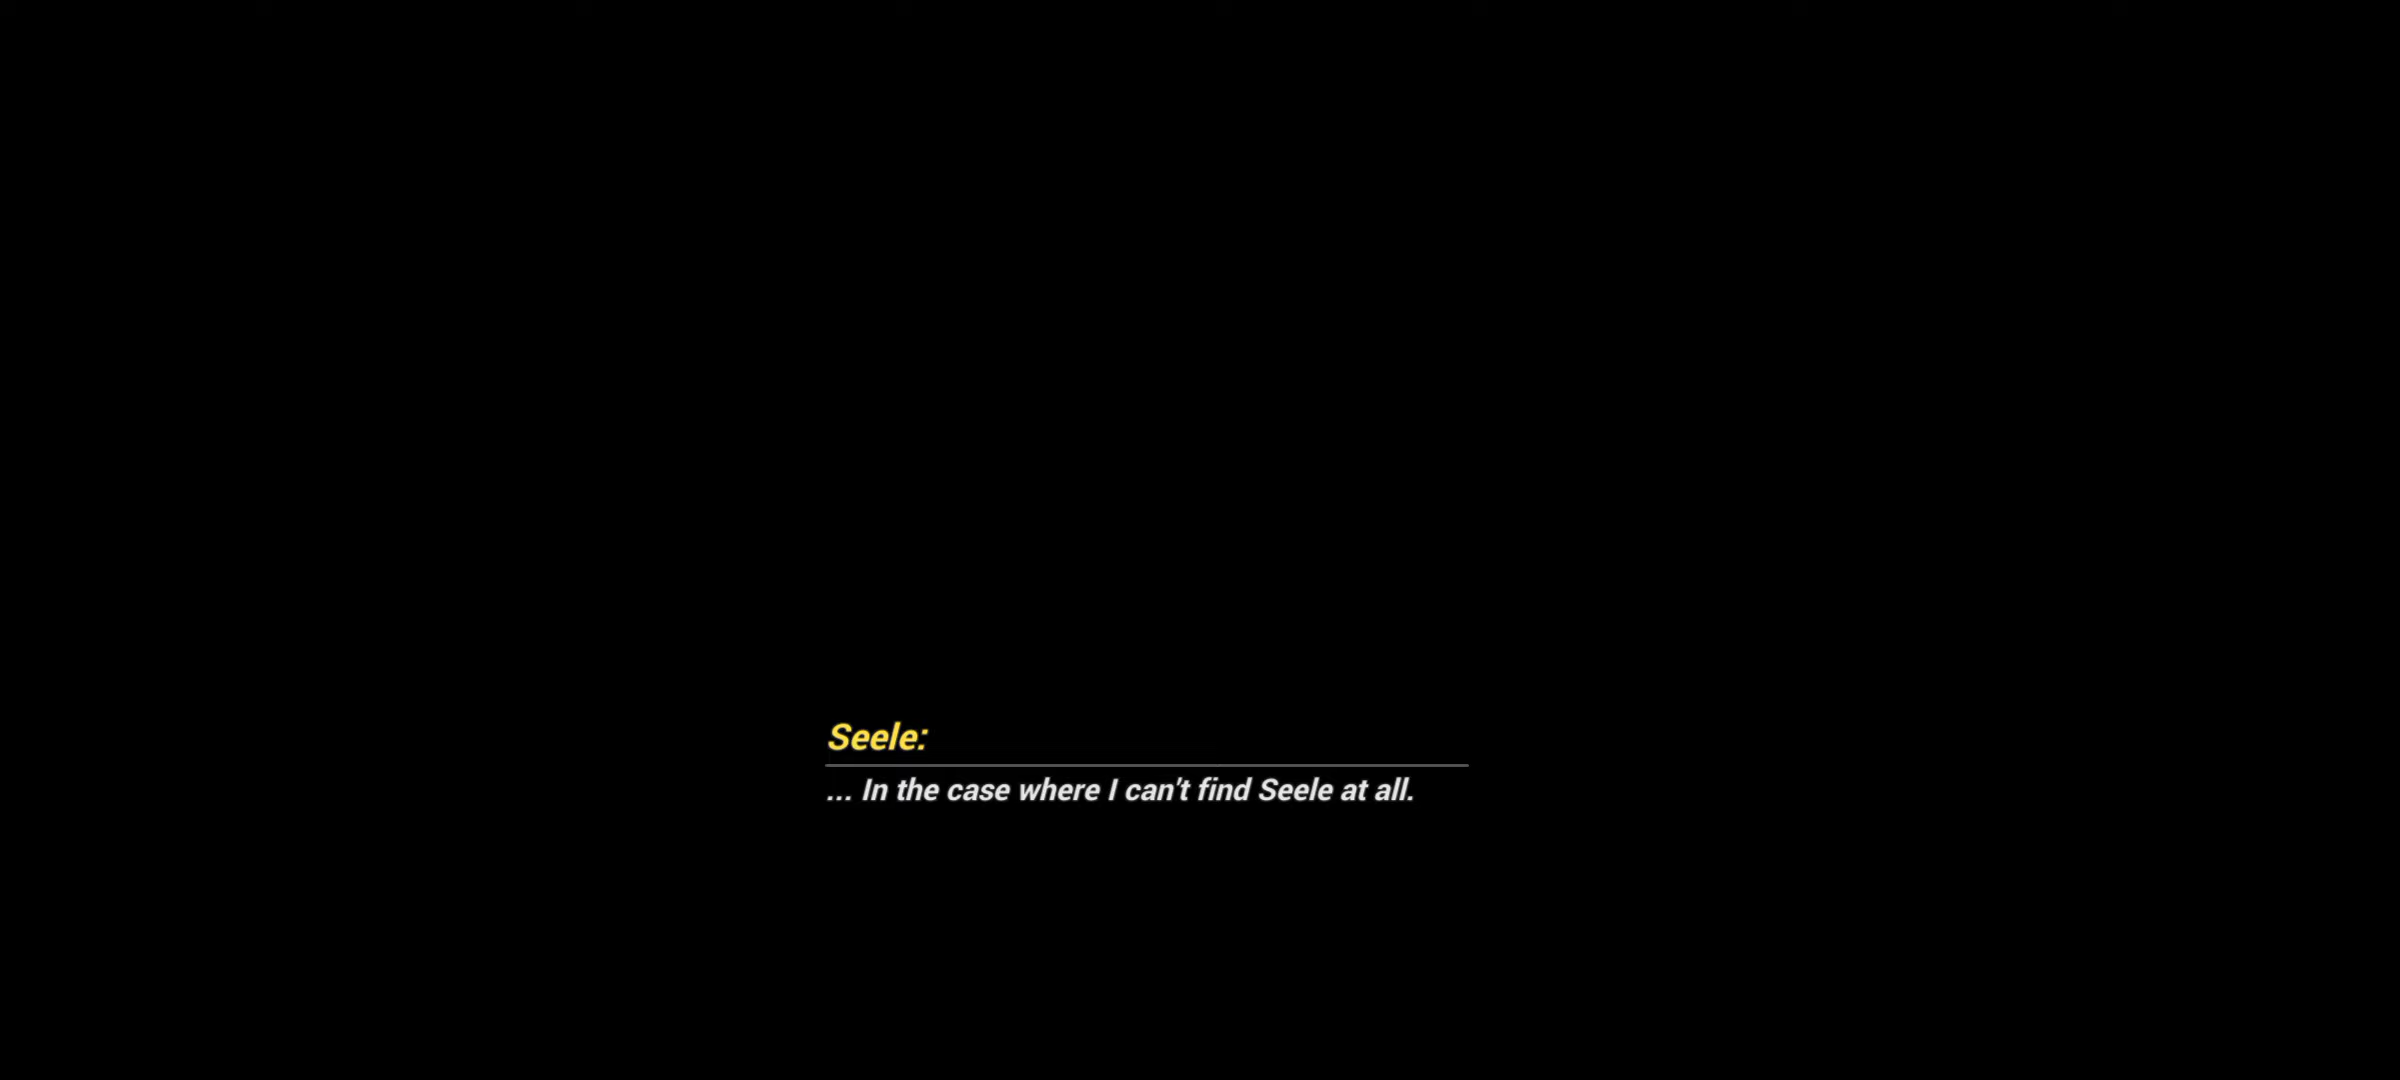 Seele:
... In the case where I can't find Seele at all.